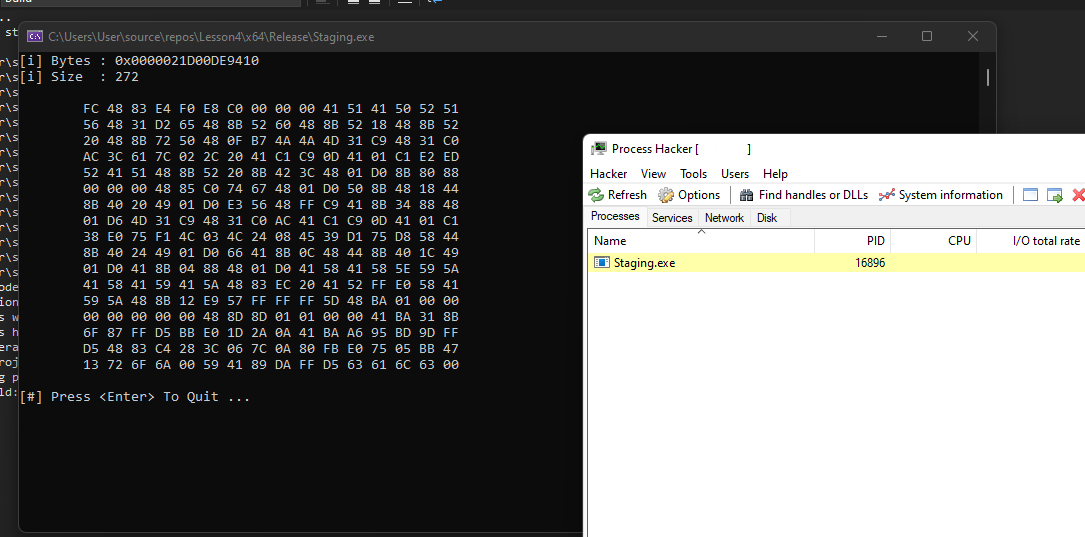 C:\Users\User\source\repos\Lesson4\x64\Release\Staging.exe
[i] Bytes : 0x0000021D00DE9410
[i] Size : 272
FC 48 83 E4 F0 E8 C0 00 00 00 41 51 41 50 52 51
56 48 31 D2 65 48 8B 52 60 48 8B 52 18 48 8B 52
20 48 8B 72 50 48 0F B7 4A 4A 4D 31 C9 48 31 C0
AC 3C 61 7C 02 2C 20 41 C1 C9 0D 41 01 C1 E2 ED
52 41 51 48 8B 52 20 8B 42 3C 48 01 D0 8B 80 88
00 00 00 48 85 C0 74 67 48 01 D0 50 8B 48 18 44
8B 40 20 49 01 D0 E3 56 48 FF C9 41 8B 34 88 48
01 D6 4D 31 C9 48 31 C0 AC 41 C1 C9 0D 41 01 C1
38 E0 75 F1 4C 03 4C 24 08 45 39 D1 75 D8 58 44
8B 40 24 49 01 D0 66 41 8B 0C 48 44 8B 40 1C 49
01 D0 41 8B 04 88 48 01 D0 41 58 41 58 5E 59 5A
41 58 41 59 41 5A 48 83 EC 20 41 52 FF E0 58 41
59 5A 48 8B 12 E9 57 FF FF FF 5D 48 BA 01 00 00
00 00 00 00 00 48 8D 8D 01 01 00 00 41 BA 31 8B
6F 87 FF D5 BB E0 1D 2A 0A 41 BA A6 95 BD 9D FF
D5 48 83 C4 28 3C 06 7C 0A 80 FB E0 75 05 BB 47
13 72 6F 6A 00 59 41 89 DA FF D5 63 61 6C 63 00
[#] Press <Enter> To Quit ...
Process Hacker [ ]
Hacker View Tools Users Help
Refresh Options Find handles or DLLs System information
Processes Services Network Disk
Name PID CPU I/O total rate
Staging.exe 16896